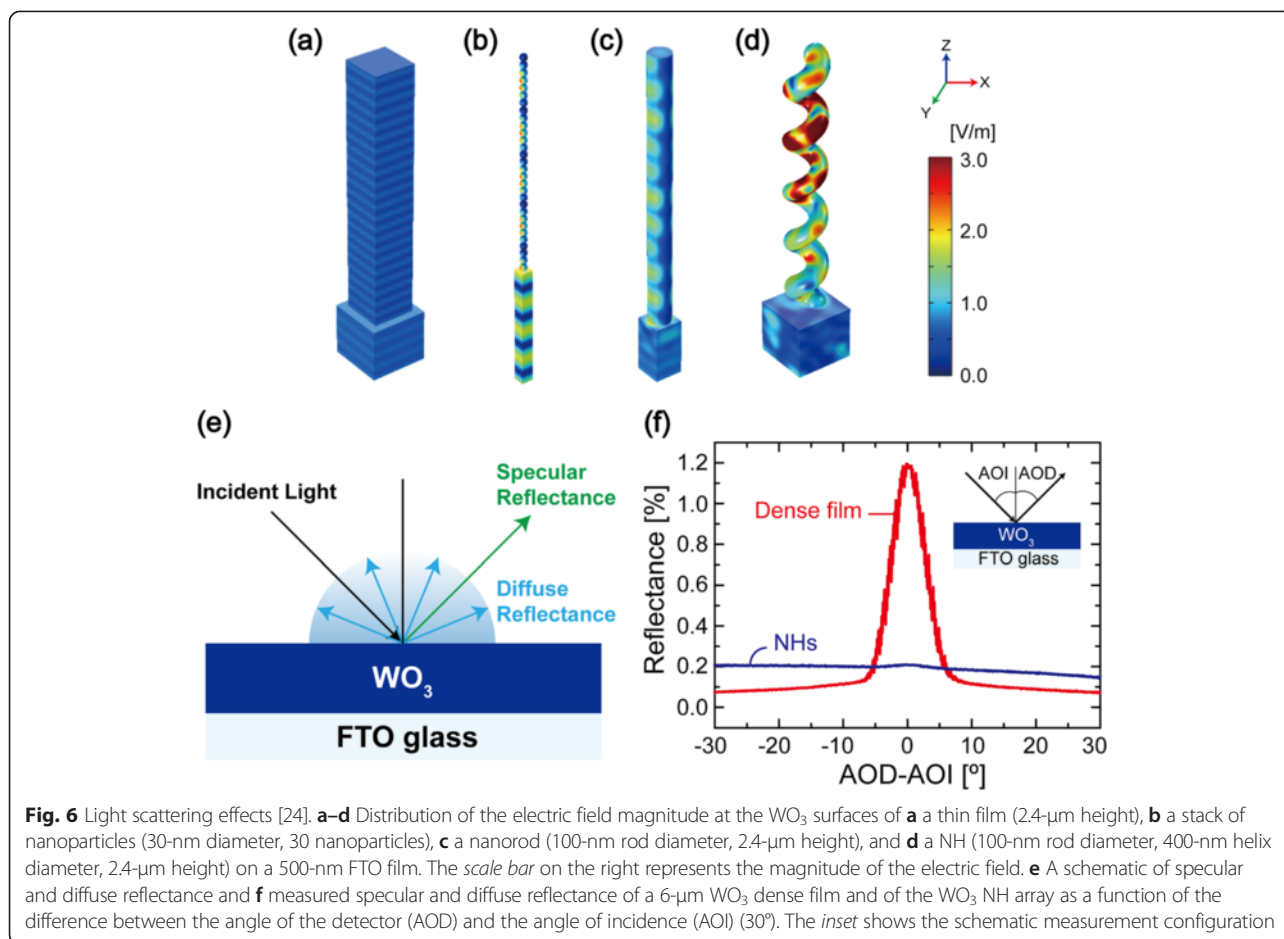 (a)
(b)
(c)
(d)
Z
X
Y
[V/m]
3.0
2.0
1.0
0.0
(e)
Incident Light
Specular
Reflectance
Diffuse
Reflectance
WO₃
FTO glass
(f)
Reflectance [%]
1.2
1.0
0.8
0.6
0.4
0.2
0.0
Dense film
NHs
AOI
AOD
WO₃
FTO glass
-30
-20
-10
0
10
20
30
AOD-AOI [º]
Fig. 6 Light scattering effects [24]. a–d Distribution of the electric field magnitude at the WO₃ surfaces of a a thin film (2.4-μm height), b a stack of
nanoparticles (30-nm diameter, 30 nanoparticles), c a nanorod (100-nm rod diameter, 2.4-μm height), and d a NH (100-nm rod diameter, 400-nm helix
diameter, 2.4-μm height) on a 500-nm FTO film. The scale bar on the right represents the magnitude of the electric field. e A schematic of specular
and diffuse reflectance and f measured specular and diffuse reflectance of a 6-μm WO₃ dense film and of the WO₃ NH array as a function of the
difference between the angle of the detector (AOD) and the angle of incidence (AOI) (30°). The inset shows the schematic measurement configuration